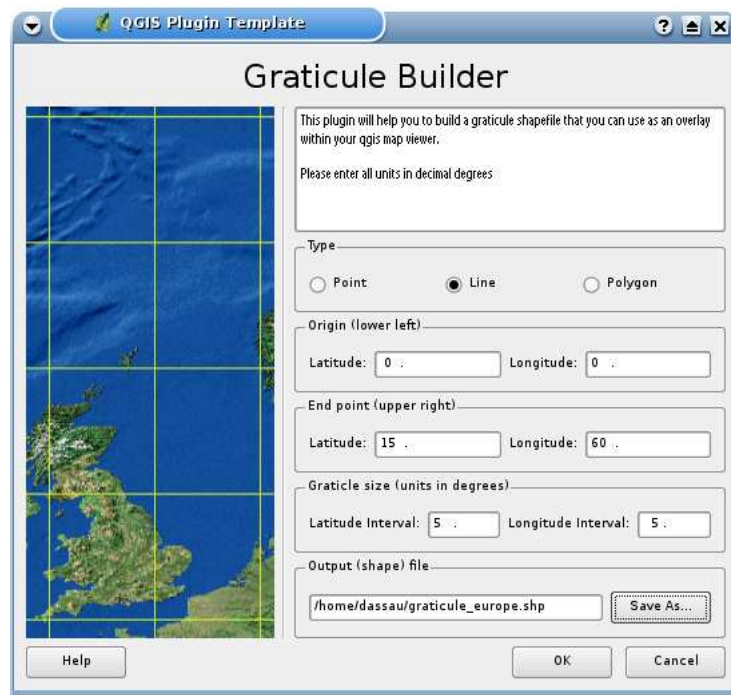 QGIS Plugin Template
Graticule Builder
This plugin will help you to build a graticule shapefile that you can use as an overlay
within your qgis map viewer.
Please enter all units in decimal degrees
Type
Point
Line
Polygon
Origin (lower left)
Latitude: 0 . Longitude: 0 .
End point (upper right)
Latitude: 15 . Longitude: 60 .
Graticle size (units in degrees)
Latitude Interval: 5 . Longitude Interval: 5 .
Output (shape) file
/home/dassau/graticule_europe.shp Save As...
Help OK Cancel